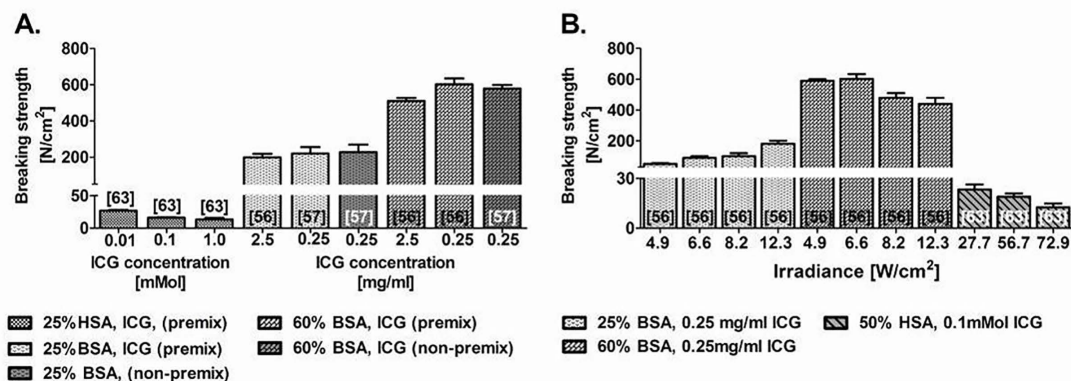 A.
Breaking strength
[N/cm²]
800
600
400
200
50
0
[63] [63] [63] [56] [57] [57] [56] [56] [57]
0.01 0.1 1.0 2.5 0.25 0.25 2.5 0.25 0.25
ICG concentration
[mMol]
ICG concentration
[mg/ml]
25%HSA, ICG, (premix)
25%BSA, ICG (premix)
25% BSA, (non-premix)
60% BSA, ICG (premix)
60% BSA, ICG (non-premix)
B.
Breaking strength
[N/cm²]
800
600
400
200
30
0
[56] [56] [56] [56] [56] [56] [56] [56] [63] [63] [63]
4.9 6.6 8.2 12.3 4.9 6.6 8.2 12.3 27.7 56.7 72.9
Irradiance [W/cm²]
25% BSA, 0.25 mg/ml ICG
60% BSA, 0.25mg/ml ICG
50% HSA, 0.1mMol ICG